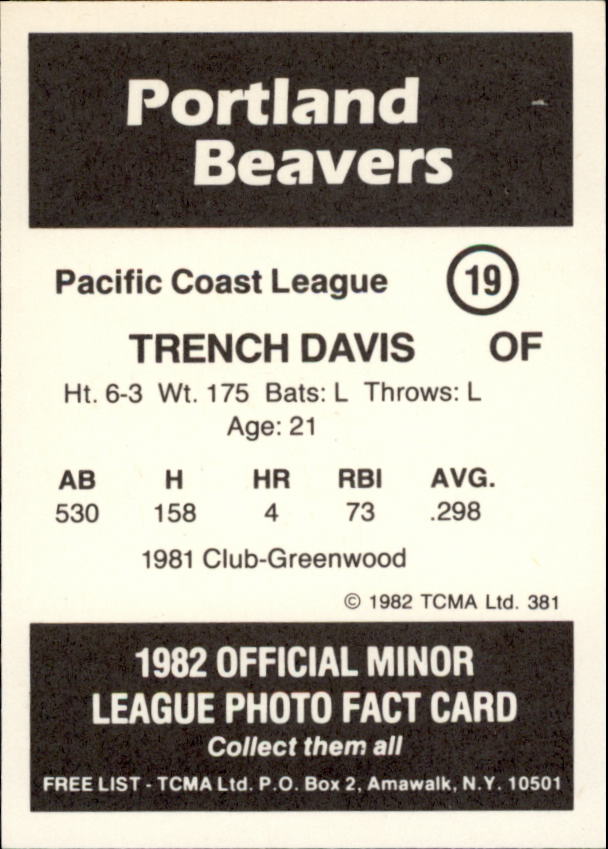 Portland
Beavers
Pacific Coast League 19
TRENCH DAVIS OF
Ht. 6-3 Wt. 175 Bats: L Throws: L
Age: 21
AB H HR RBI AVG.
530 158 4 73 .298
1981 Club-Greenwood
© 1982 TCMA Ltd. 381
1982 OFFICIAL MINOR
LEAGUE PHOTO FACT CARD
Collect them all
FREE LIST - TCMA Ltd. P.O. Box 2, Amawalk, N.Y. 10501